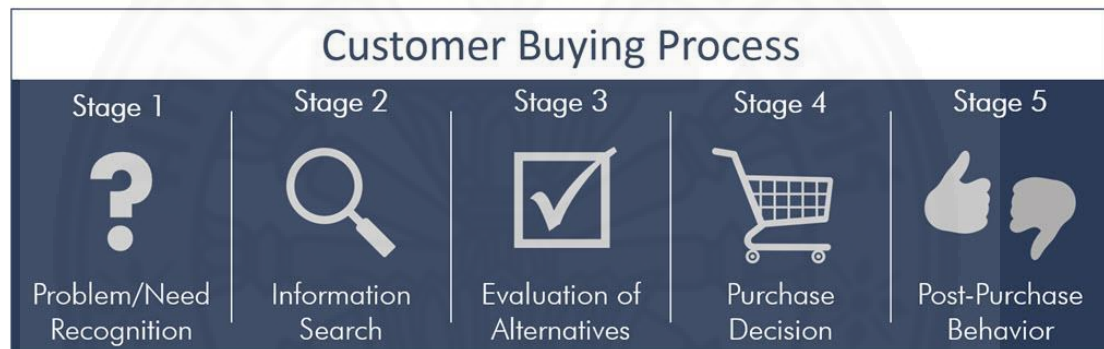 Customer Buying Process
Stage 1
Problem/Need
Recognition
Stage 2
Information
Search
Stage 3
Evaluation of
Alternatives
Stage 4
Purchase
Decision
Stage 5
Post-Purchase
Behavior